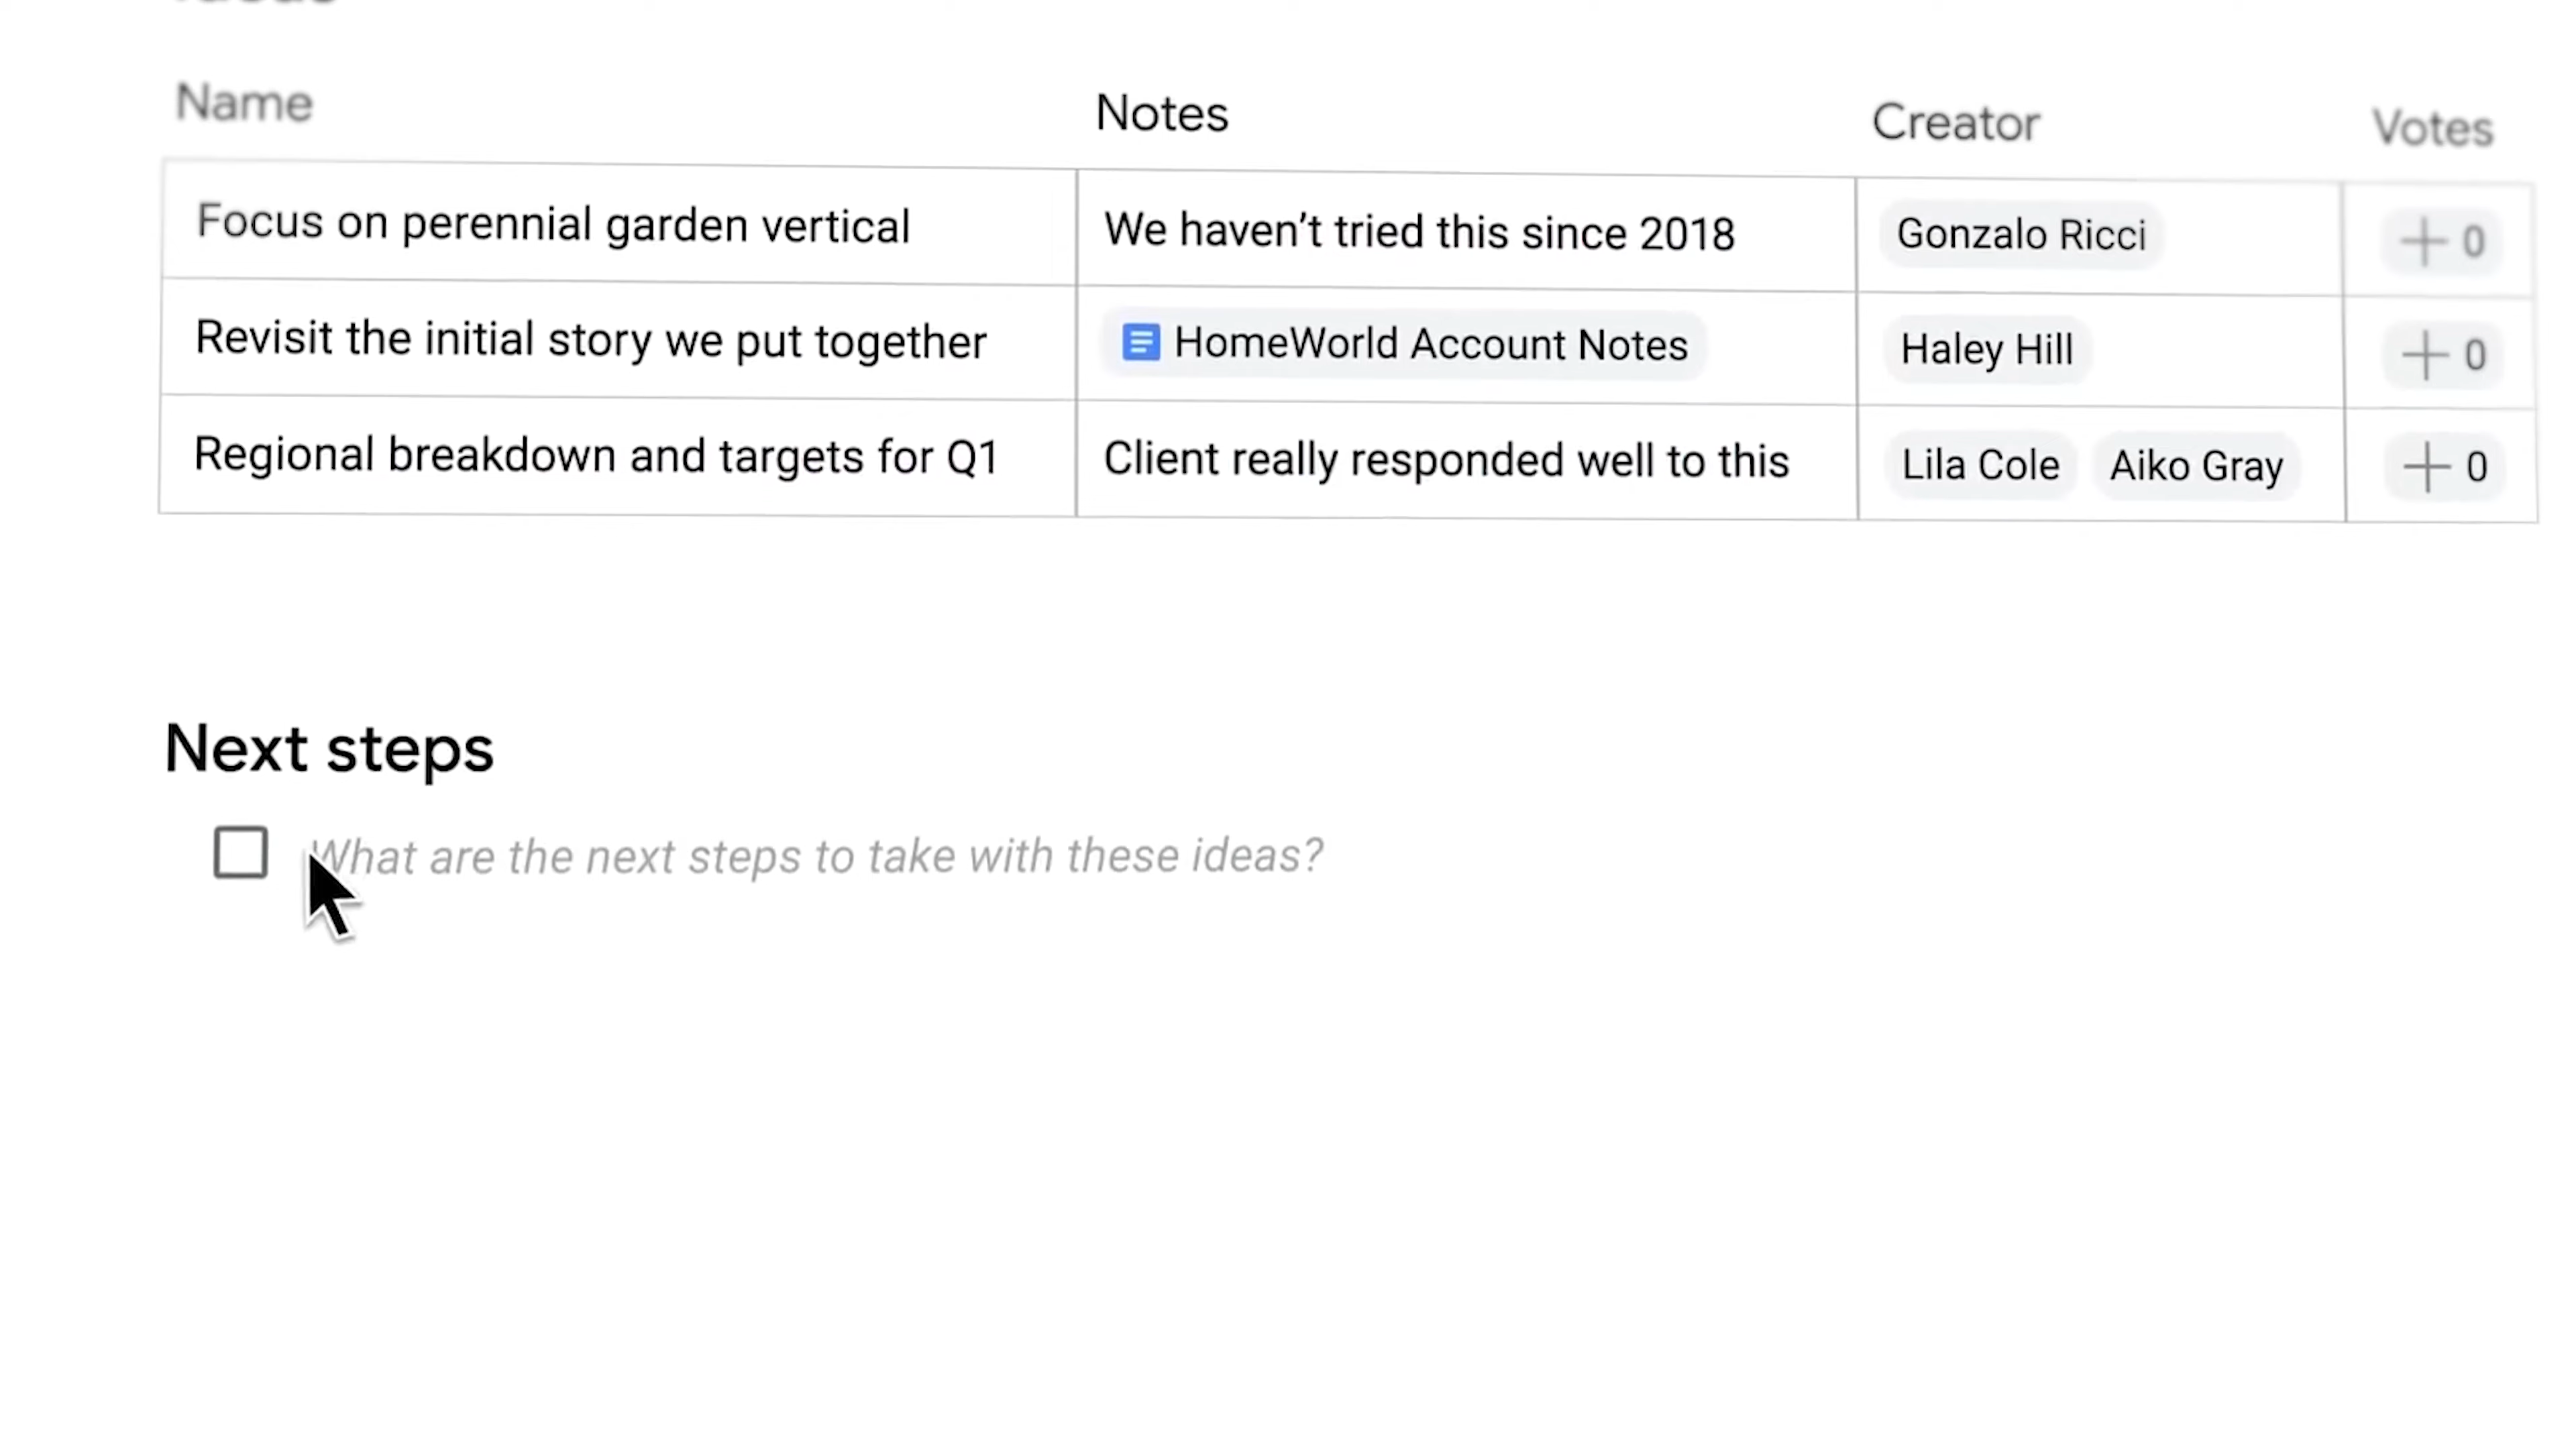 Name Notes Creator Votes
Focus on perennial garden vertical We haven’t tried this since 2018 Gonzalo Ricci + 0
Revisit the initial story we put together HomeWorld Account Notes Haley Hill + 0
Regional breakdown and targets for Q1 Client really responded well to this Lila Cole Aiko Gray + 0
Next steps
What are the next steps to take with these ideas?